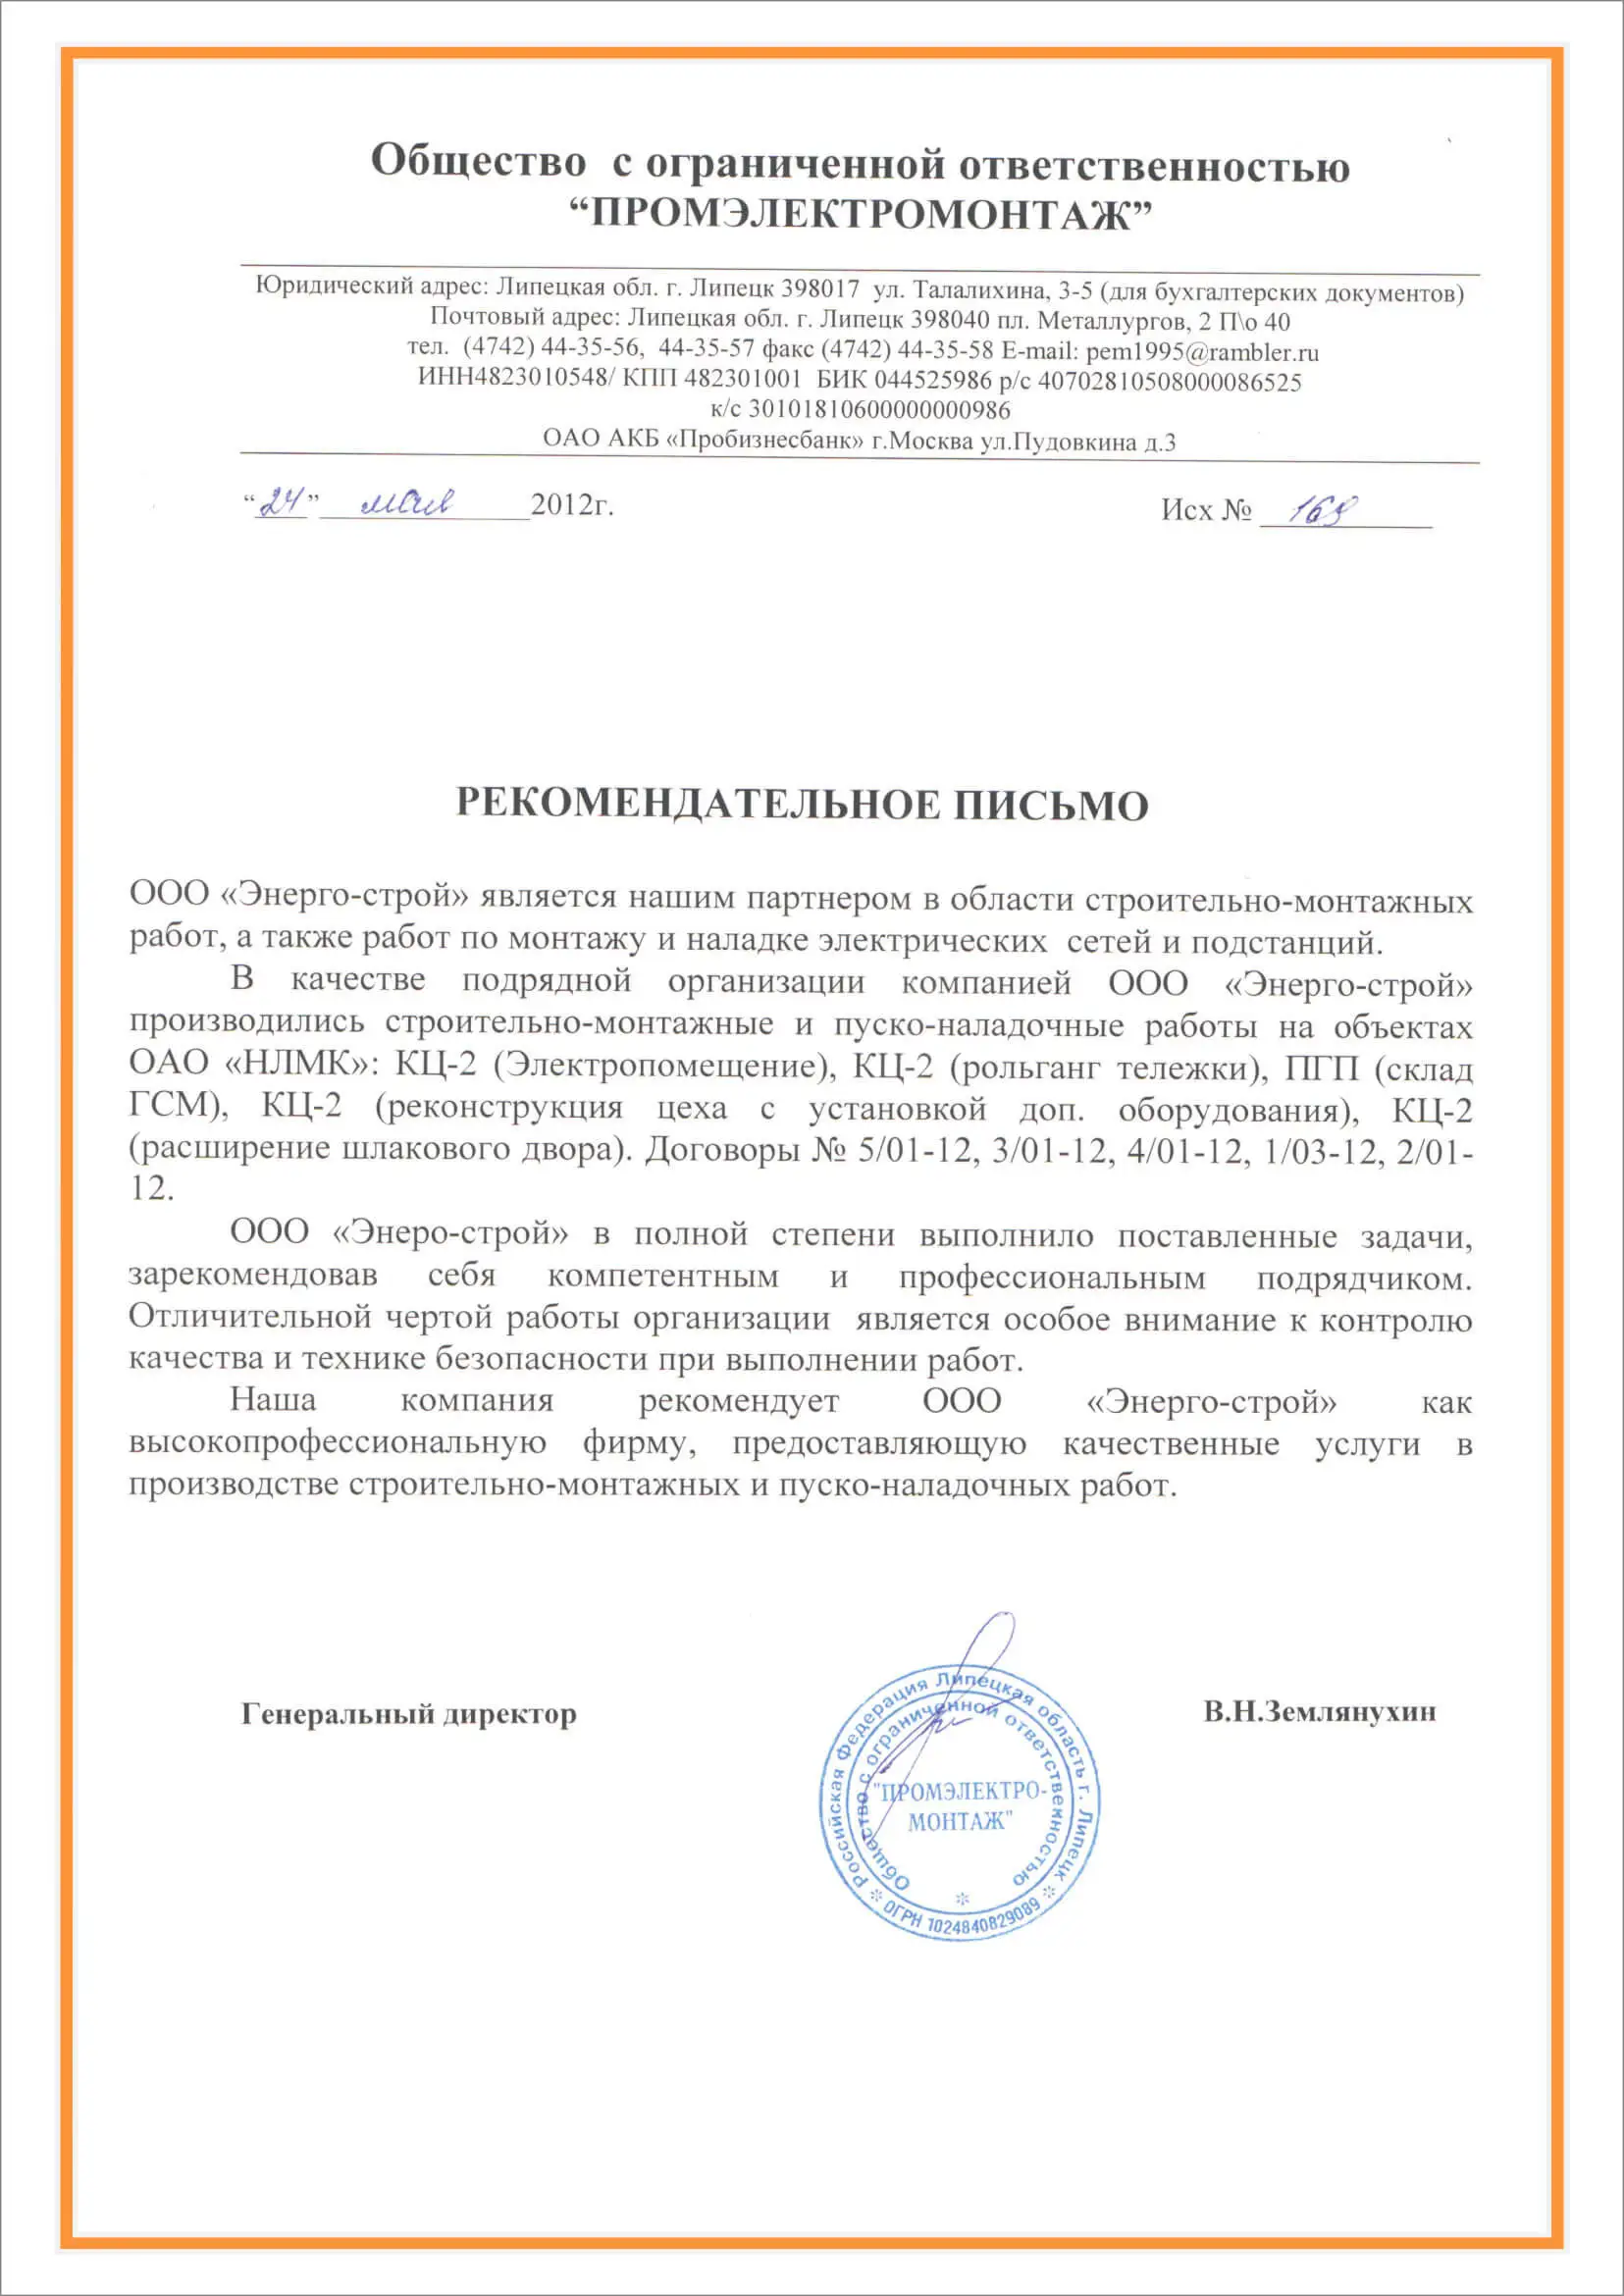 Общество с ограниченной ответственностью
“ПРОМЭЛЕКТРОМОНТАЖ”
Юридический адрес: Липецкая обл. г. Липецк 398017 ул. Талалихина, 3-5 (для бухгалтерских документов)
Почтовый адрес: Липецкая обл. г. Липецк 398040 пл. Металлургов, 2 П\о 40
тел. (4742) 44-35-56, 44-35-57 факс (4742) 44-35-58 E-mail: pem1995@rambler.ru
ИНН4823010548/ КПП 482301001 БИК 044525986 р/с 40702810508000086525
к/с 30101810600000000986
ОАО АКБ «Пробизнесбанк» г.Москва ул.Пудовкина д.3
“24” мая 2012г. Исх № 169
РЕКОМЕНДАТЕЛЬНОЕ ПИСЬМО
ООО «Энерго-строй» является нашим партнером в области строительно-монтажных
работ, а также работ по монтажу и наладке электрических сетей и подстанций.
В качестве подрядной организации компанией ООО «Энерго-строй»
производились строительно-монтажные и пуско-наладочные работы на объектах
ОАО «НЛМК»: КЦ-2 (Электропомещение), КЦ-2 (рольганг тележки), ПГП (склад
ГСМ), КЦ-2 (реконструкция цеха с установкой доп. оборудования), КЦ-2
(расширение шлакового двора). Договоры № 5/01-12, 3/01-12, 4/01-12, 1/03-12, 2/01-
12.
ООО «Энеро-строй» в полной степени выполнило поставленные задачи,
зарекомендовав себя компетентным и профессиональным подрядчиком.
Отличительной чертой работы организации является особое внимание к контролю
качества и технике безопасности при выполнении работ.
Наша компания рекомендует ООО «Энерго-строй» как
высокопрофессиональную фирму, предоставляющую качественные услуги в
производстве строительно-монтажных и пуско-наладочных работ.
Генеральный директор В.Н.Землянухин
Российская Федерация Липецкая область г. Липецк
Общество с ограниченной ответственностью
"ПРОМЭЛЕКТРО-
МОНТАЖ"
ОГРН 1024840829089